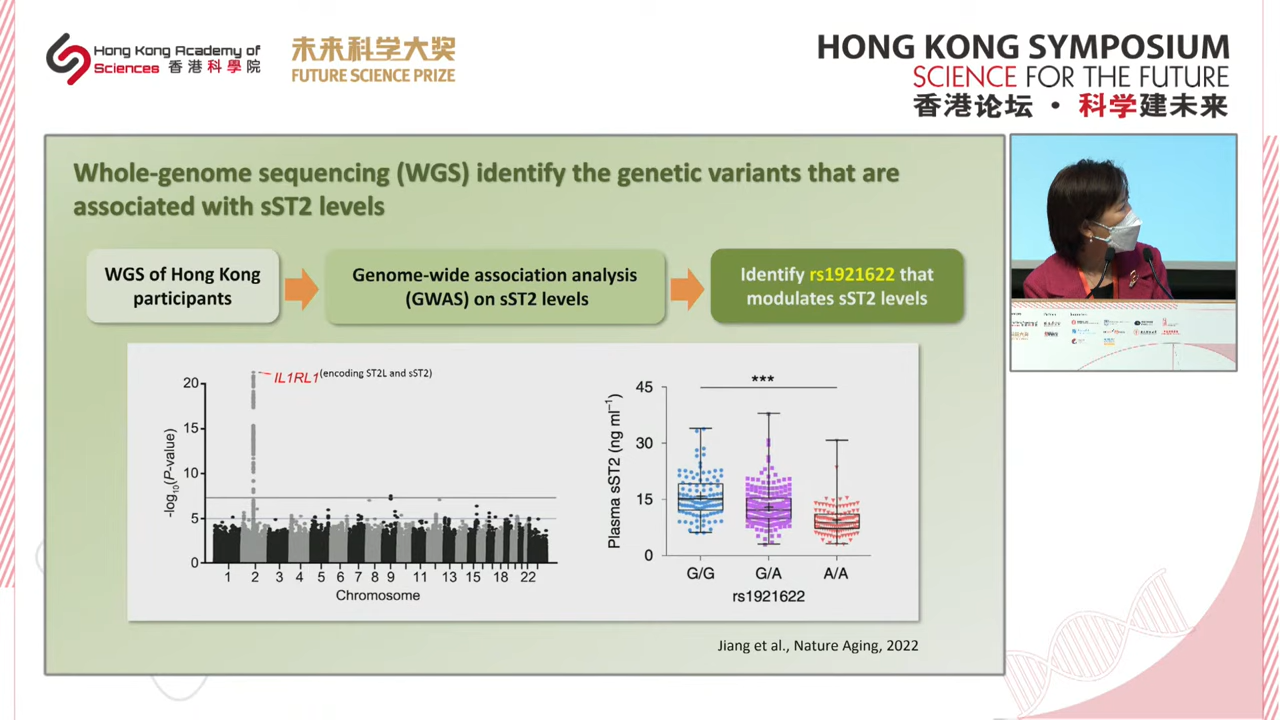 Hong Kong Academy of
Sciences 香港科學院
未来科学大奖
FUTURE SCIENCE PRIZE
HONG KONG SYMPOSIUM
SCIENCE FOR THE FUTURE
香港论坛 · 科学建未来
Whole-genome sequencing (WGS) identify the genetic variants that are
associated with sST2 levels
WGS of Hong Kong
participants
Genome-wide association analysis
(GWAS) on sST2 levels
Identify rs1921622 that
modulates sST2 levels
IL1RL1 (encoding ST2L and sST2)
-log10(P-value)
20
15
10
5
0
1 2 3 4 5 6 7 8 9 11 13 15 18 22
Chromosome
***
Plasma sST2 (ng ml⁻¹)
45
30
15
0
G/G G/A A/A
rs1921622
Jiang et al., Nature Aging, 2022